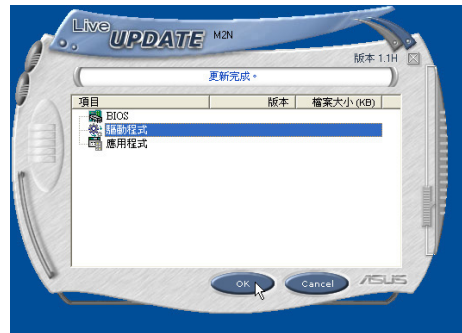 Live
UPDATE M2N
版本 1.1H
更新完成。
項目 版本 檔案大小 (KB)
BIOS
驅動程式
應用程式
OK Cancel ASUS